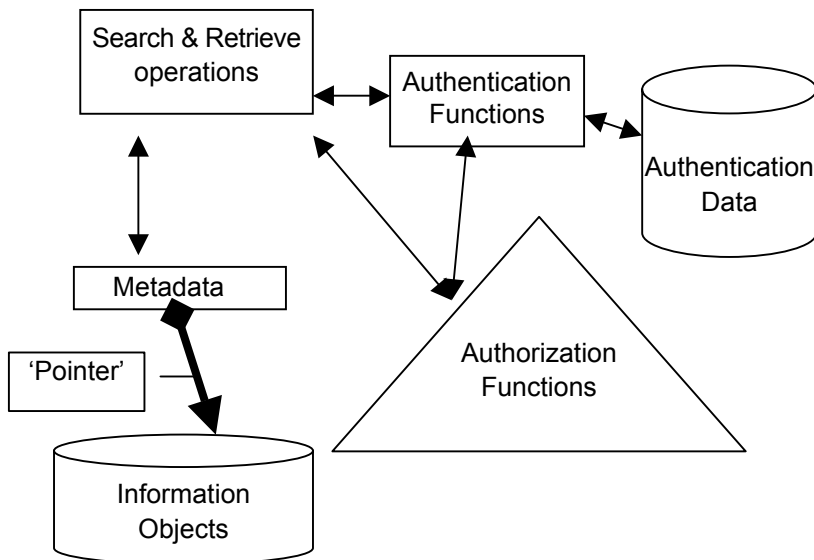 Search & Retrieve
operations
Authentication
Functions
Authentication
Data
Metadata
‘Pointer’
Authorization
Functions
Information
Objects